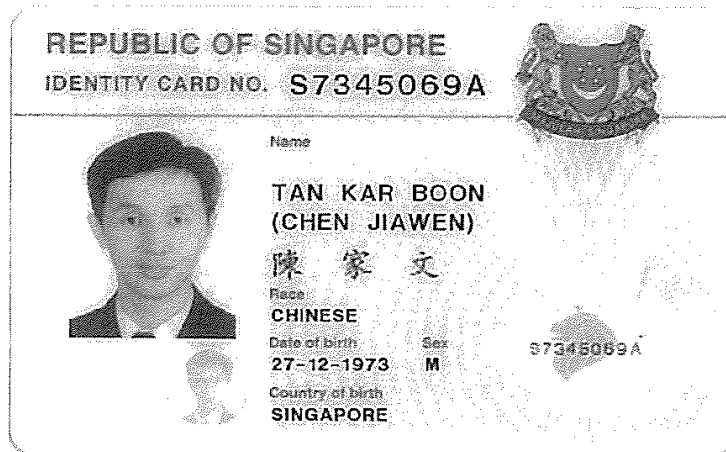 REPUBLIC OF SINGAPORE
IDENTITY CARD NO. S7345069A
Name
TAN KAR BOON
(CHEN JIAWEN)
陳家文
Race
CHINESE
Date of birth Sex
27-12-1973 M
S7345069A
Country of birth
SINGAPORE